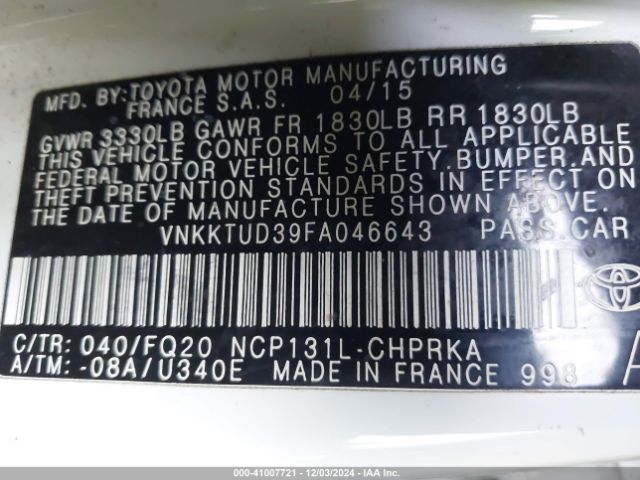 MFD. BY:TOYOTA MOTOR MANUFACTURING
FRANCE S.A.S. 04/15
GVWR 3330LB GAWR FR 1830LB RR 1830LB
THIS VEHICLE CONFORMS TO ALL APPLICABLE
FEDERAL MOTOR VEHICLE SAFETY,BUMPER,AND
THEFT PREVENTION STANDARDS IN EFFECT ON
THE DATE OF MANUFACTURE SHOWN ABOVE.
VNKKTUD39FA046643 PASS.CAR
C/TR: 040/FQ20 NCP131L-CHPRKA
A/TM: -08A/U340E MADE IN FRANCE 998
000-41007721 - 12/03/2024 - IAA Inc.